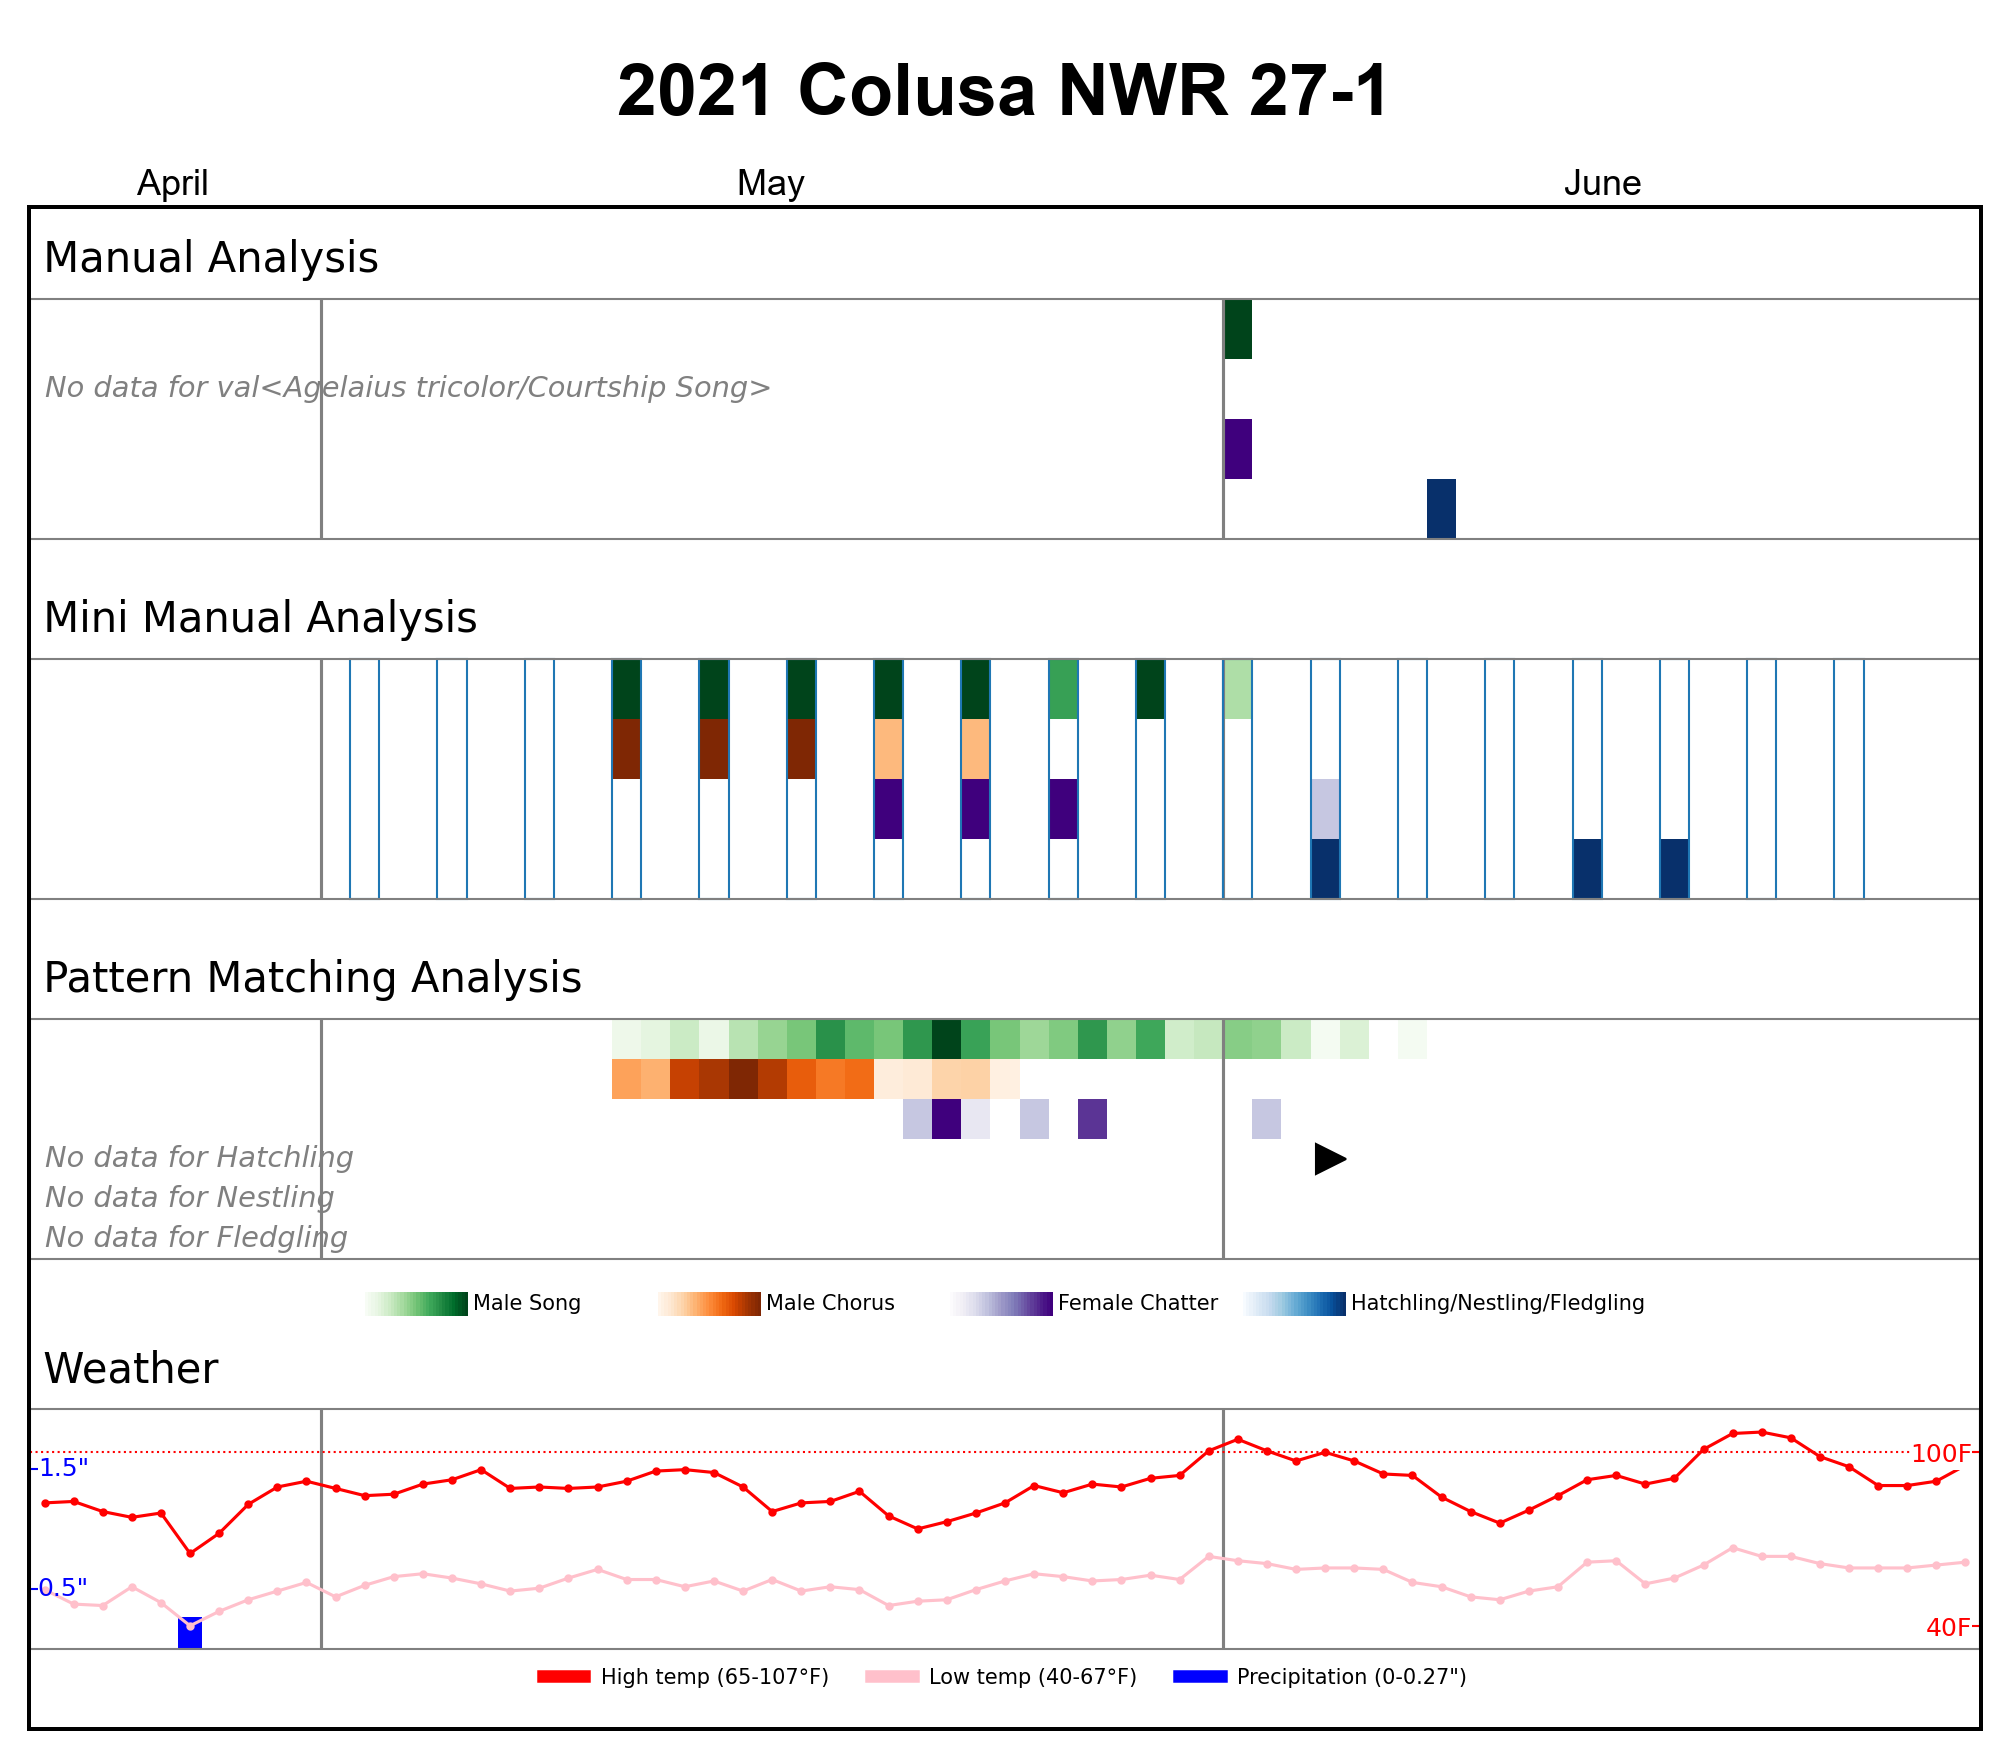 2021 Colusa NWR 27-1
April May June
Manual Analysis
No data for val<Agelaius tricolor/Courtship Song>
Mini Manual Analysis
Pattern Matching Analysis
No data for Hatchling
No data for Nestling
No data for Fledgling
Male Song Male Chorus Female Chatter Hatchling/Nestling/Fledgling
Weather
100F
1.5"
0.5"
40F
High temp (65-107°F) Low temp (40-67°F) Precipitation (0-0.27")